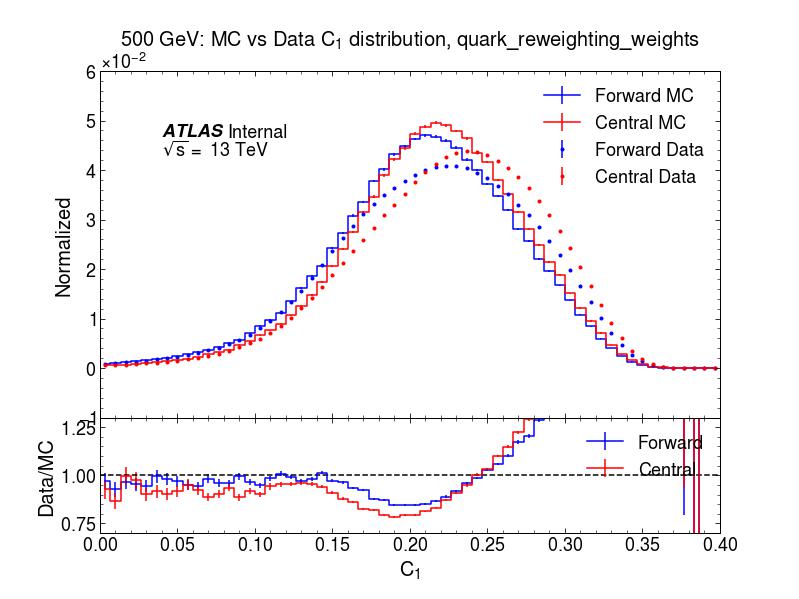 500 GeV: MC vs Data C₁ distribution, quark_reweighting_weights
×10⁻²
6
5
4
3
2
1
0
−1
Normalized
ATLAS Internal
√s = 13 TeV
Forward MC
Central MC
Forward Data
Central Data
1.25
1.00
0.75
Data/MC
Forward
Central
0.00 0.05 0.10 0.15 0.20 0.25 0.30 0.35 0.40
C₁